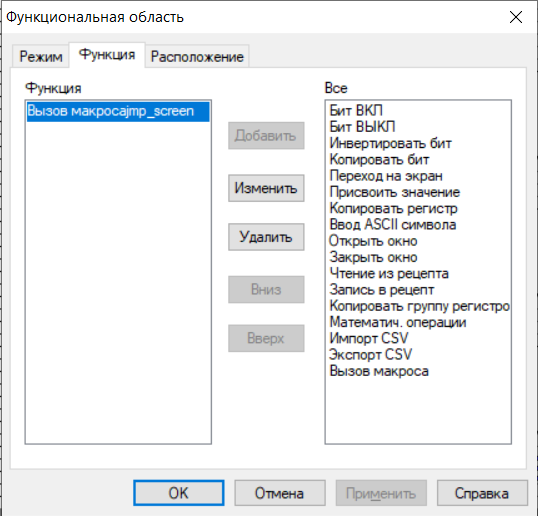 Функциональная область
Режим
Функция
Расположение
Функция
Вызов макросаjmp_screen
Добавить
Изменить
Удалить
Вниз
Вверх
Все
Бит ВКЛ
Бит ВЫКЛ
Инвертировать бит
Копировать бит
Переход на экран
Присвоить значение
Копировать регистр
Ввод ASCII символа
Открыть окно
Закрыть окно
Чтение из рецепта
Запись в рецепт
Копировать группу регистро
Математич. операции
Импорт CSV
Экспорт CSV
Вызов макроса
OK
Отмена
Применить
Справка